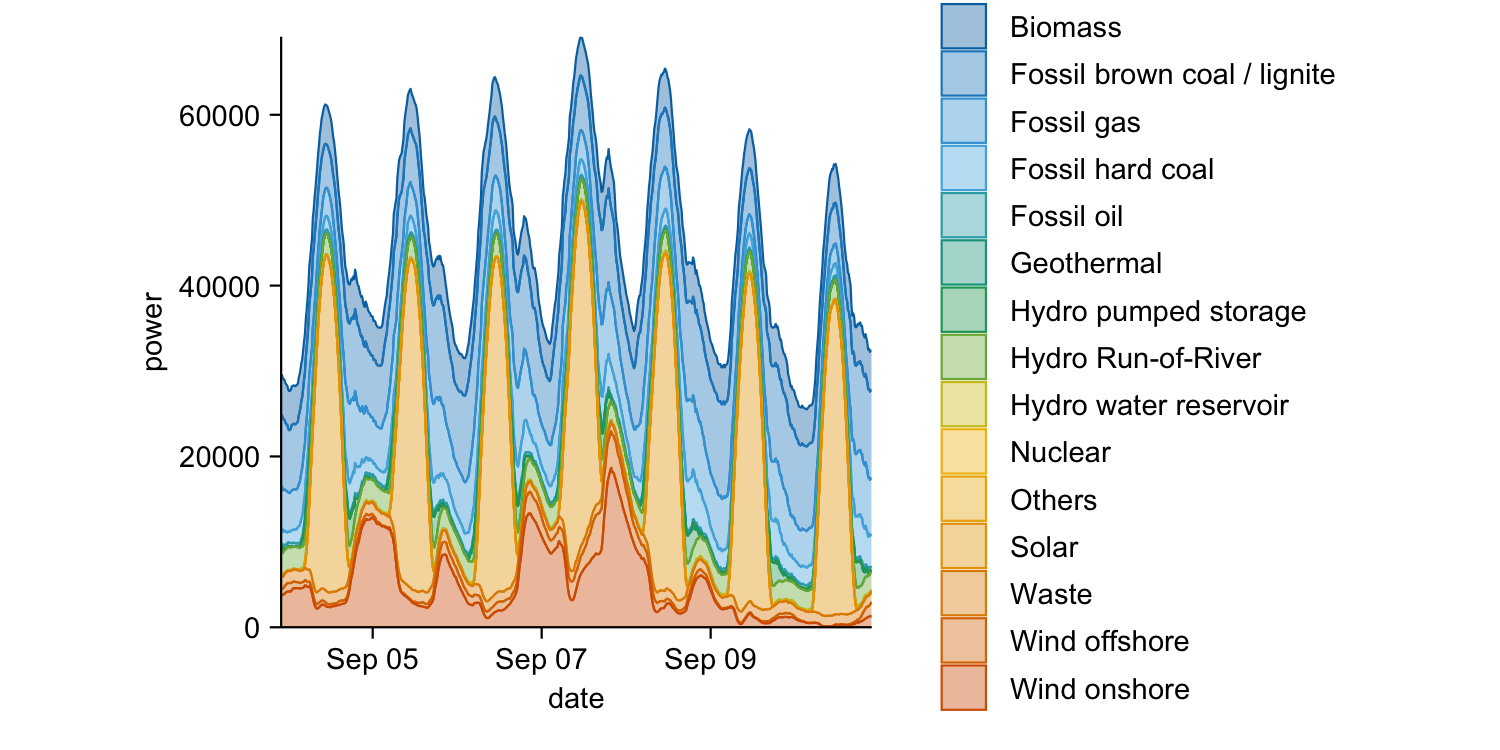 power
60000
40000
20000
0
Sep 05
Sep 07
Sep 09
date
Biomass
Fossil brown coal / lignite
Fossil gas
Fossil hard coal
Fossil oil
Geothermal
Hydro pumped storage
Hydro Run-of-River
Hydro water reservoir
Nuclear
Others
Solar
Waste
Wind offshore
Wind onshore